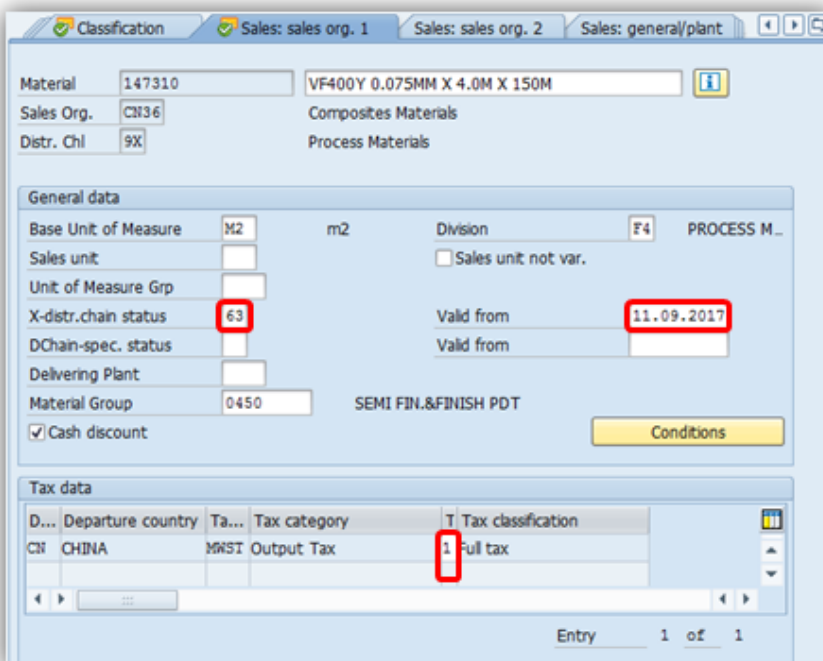 Classification Sales: sales org. 1 Sales: sales org. 2 Sales: general/plant
Material 147310 VF400Y 0.075MM X 4.0M X 150M
Sales Org. CN36 Composites Materials
Distr. Chl 9X Process Materials
General data
Base Unit of Measure M2 m2 Division F4 PROCESS M...
Sales unit Sales unit not var.
Unit of Measure Grp
X-distr.chain status 63 Valid from 11.09.2017
DChain-spec. status Valid from
Delivering Plant
Material Group 0450 SEMI FIN.&FINISH PDT
Cash discount Conditions
Tax data
D... Departure country Ta... Tax category T Tax classification
CN CHINA MWST Output Tax 1 Full tax
Entry 1 of 1